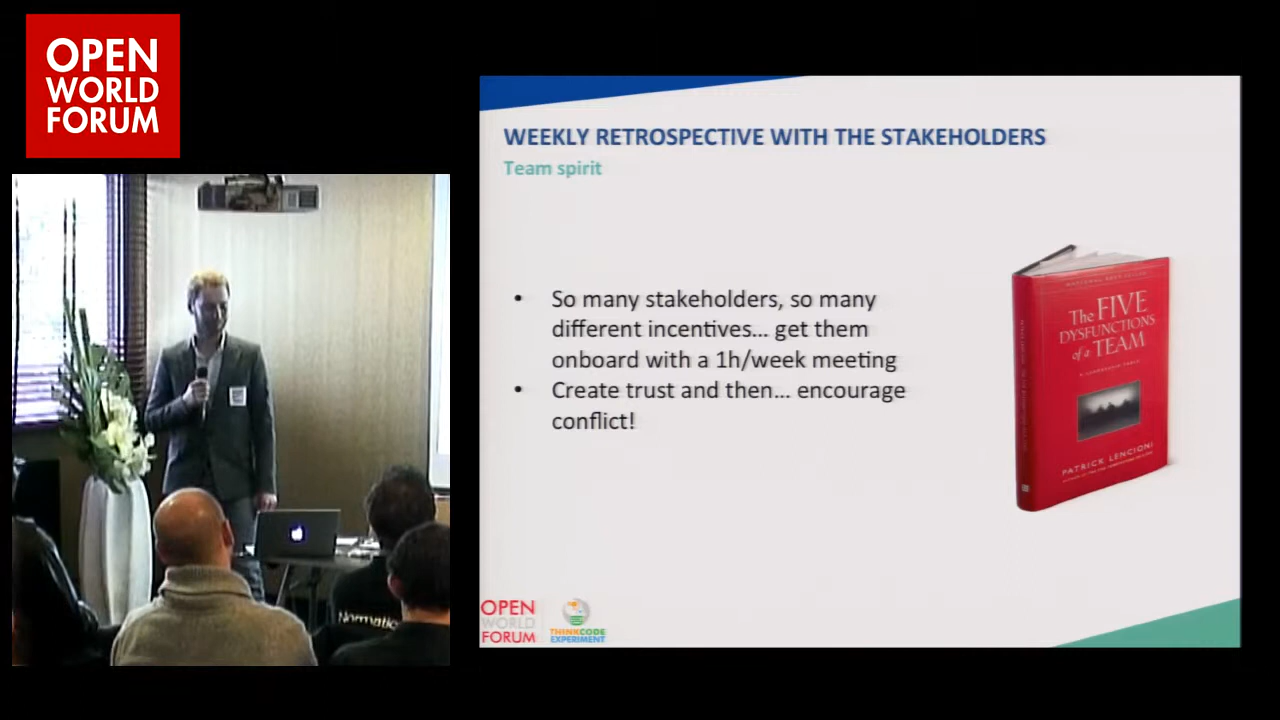 OPEN
WORLD
FORUM
WEEKLY RETROSPECTIVE WITH THE STAKEHOLDERS
Team spirit
• So many stakeholders, so many
different incentives... get them
onboard with a 1h/week meeting
• Create trust and then... encourage
conflict!
The FIVE
DYSFUNCTIONS
of a TEAM
PATRICK LENCIONI
OPEN
WORLD
FORUM
THINKCODE
EXPERIMENT
Normatic